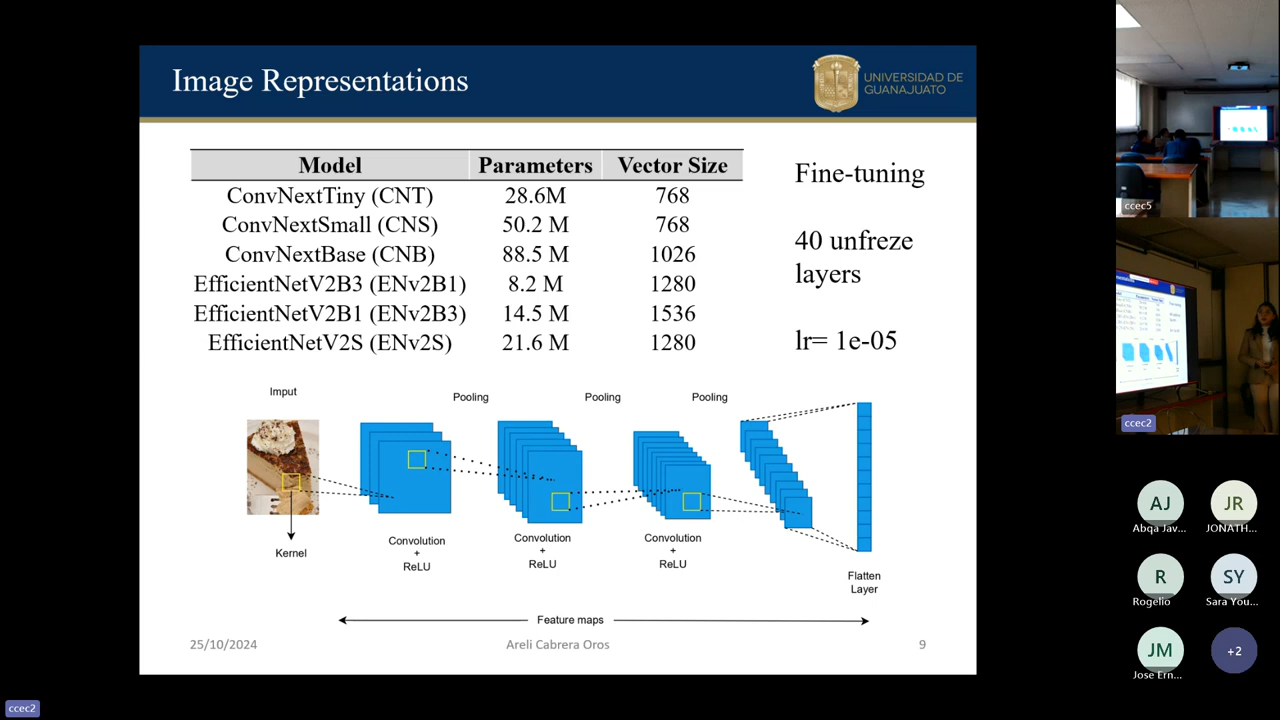 Image Representations
UNIVERSIDAD DE
GUANAJUATO
Model Parameters Vector Size
ConvNextTiny (CNT) 28.6M 768
ConvNextSmall (CNS) 50.2 M 768
ConvNextBase (CNB) 88.5 M 1026
EfficientNetV2B3 (ENv2B1) 8.2 M 1280
EfficientNetV2B1 (ENv2B3) 14.5 M 1536
EfficientNetV2S (ENv2S) 21.6 M 1280
Fine-tuning
40 unfreze
layers
lr= 1e-05
Imput
Pooling Pooling Pooling
Kernel
Convolution
+
ReLU
Convolution
+
ReLU
Convolution
+
ReLU
Flatten
Layer
Feature maps
25/10/2024 Areli Cabrera Oros 9
ccec5
ccec2
AJ JR
Abqa Jav... JONATH...
R SY
Rogelio Sara You...
JM +2
Jose Ern...
ccec2